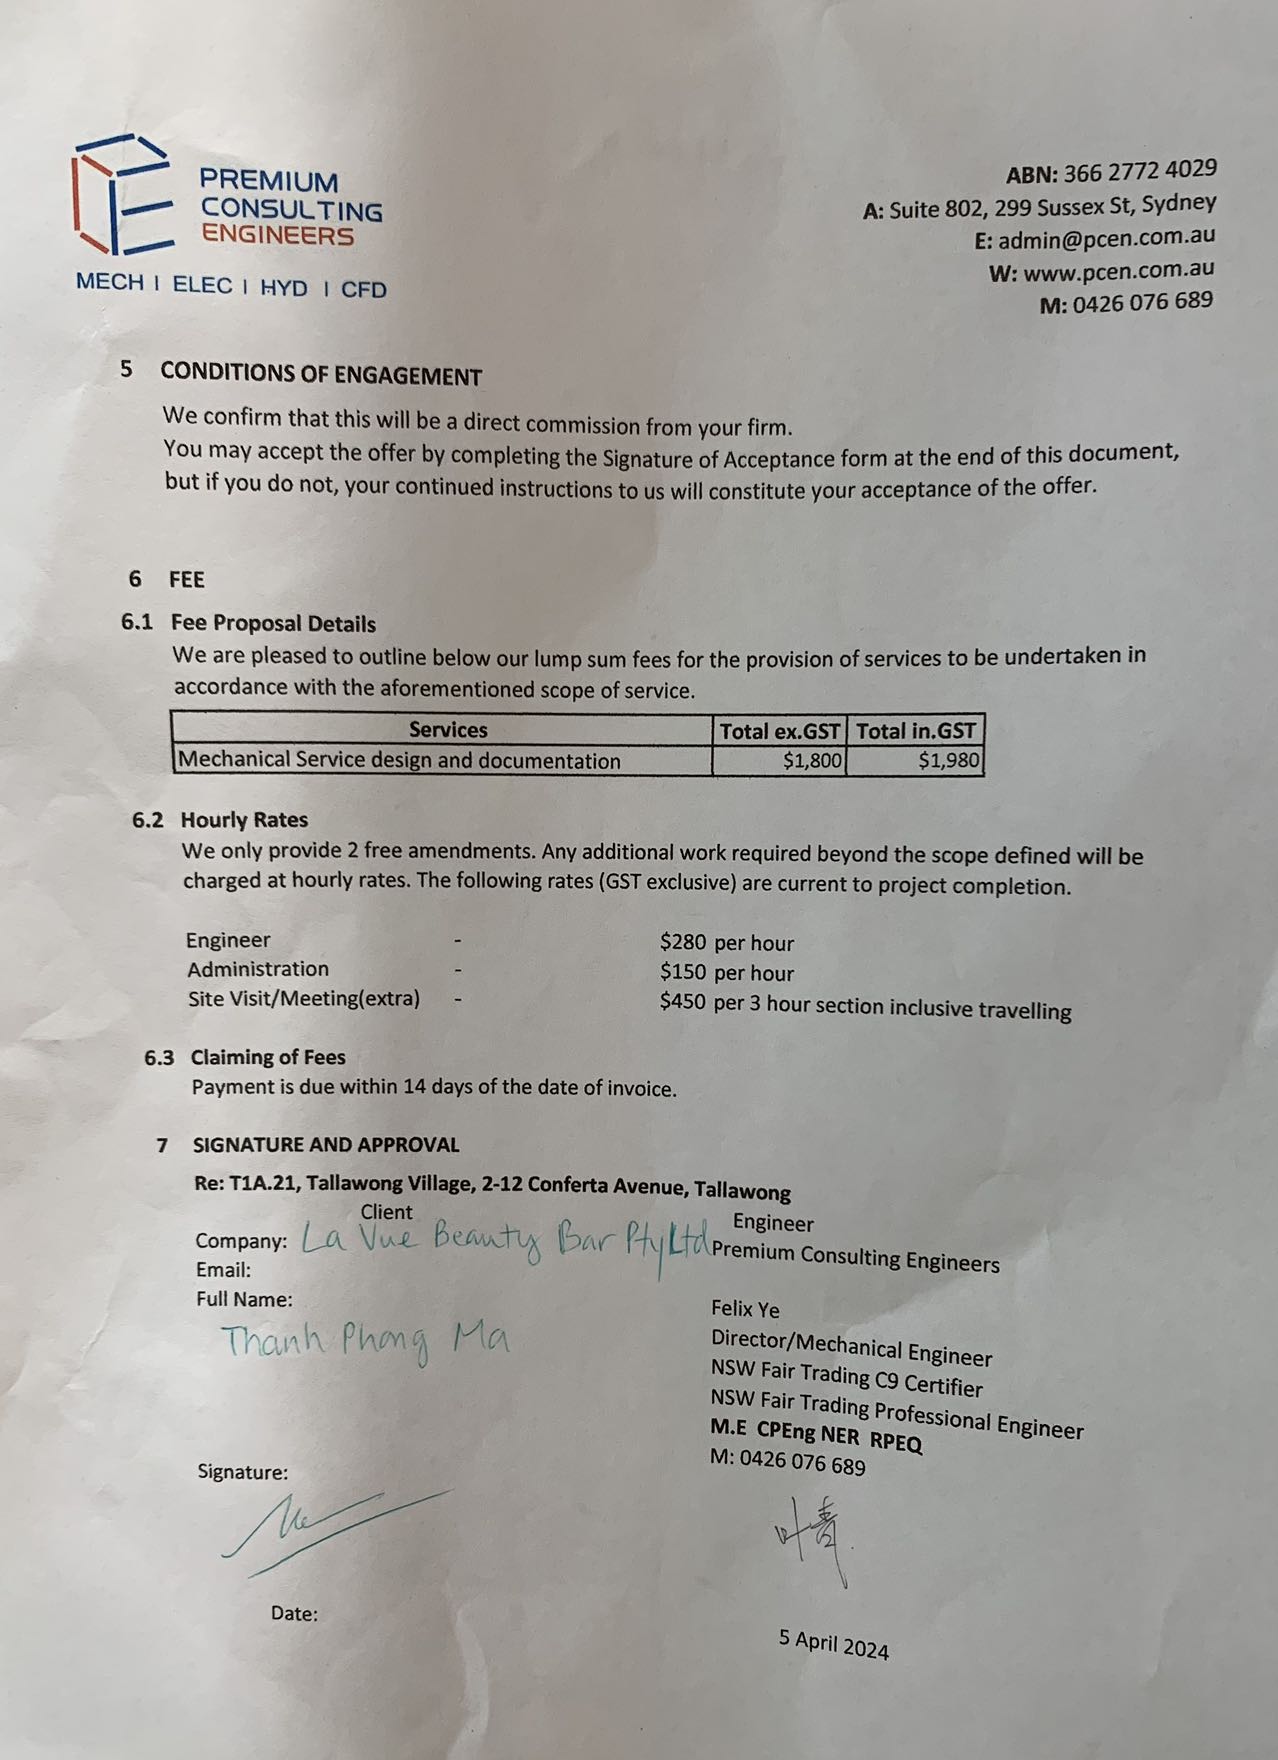 PREMIUM
CONSULTING
ENGINEERS
MECH | ELEC | HYD | CFD
ABN: 366 2772 4029
A: Suite 802, 299 Sussex St, Sydney
E: admin@pcen.com.au
W: www.pcen.com.au
M: 0426 076 689
5 CONDITIONS OF ENGAGEMENT
We confirm that this will be a direct commission from your firm.
You may accept the offer by completing the Signature of Acceptance form at the end of this document,
but if you do not, your continued instructions to us will constitute your acceptance of the offer.
6 FEE
6.1 Fee Proposal Details
We are pleased to outline below our lump sum fees for the provision of services to be undertaken in
accordance with the aforementioned scope of service.
Services Total ex.GST Total in.GST
Mechanical Service design and documentation $1,800 $1,980
6.2 Hourly Rates
We only provide 2 free amendments. Any additional work required beyond the scope defined will be
charged at hourly rates. The following rates (GST exclusive) are current to project completion.
Engineer - $280 per hour
Administration - $150 per hour
Site Visit/Meeting(extra) - $450 per 3 hour section inclusive travelling
6.3 Claiming of Fees
Payment is due within 14 days of the date of invoice.
7 SIGNATURE AND APPROVAL
Re: T1A.21, Tallawong Village, 2-12 Conferta Avenue, Tallawong
Client
Company: La Vue Beauty Bar Pty Ltd
Email:
Full Name:
Thanh Phong Ma
Signature:
Date:
Engineer
Premium Consulting Engineers
Felix Ye
Director/Mechanical Engineer
NSW Fair Trading C9 Certifier
NSW Fair Trading Professional Engineer
M.E CPEng NER RPEQ
M: 0426 076 689
叶青
5 April 2024